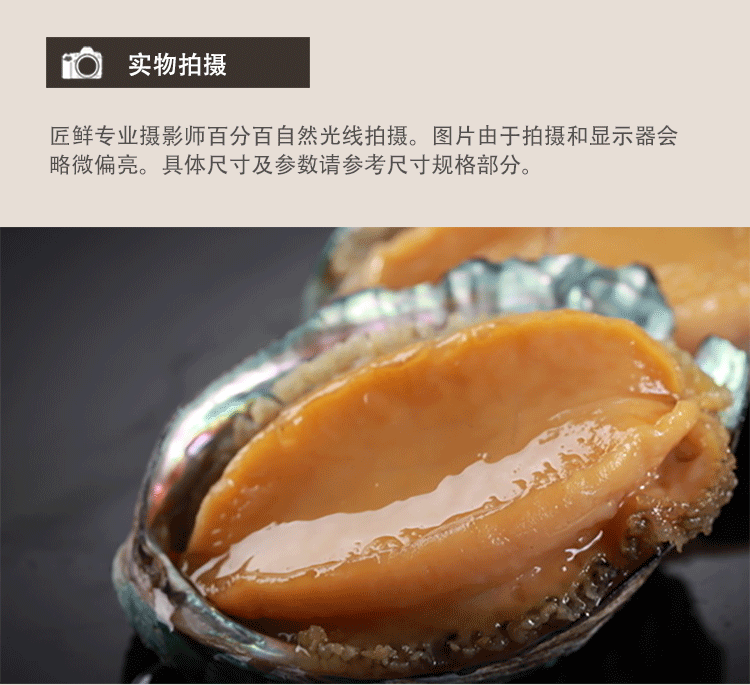 实物拍摄
匠鲜专业摄影师百分百自然光线拍摄。图片由于拍摄和显示器会
略微偏亮。具体尺寸及参数请参考尺寸规格部分。